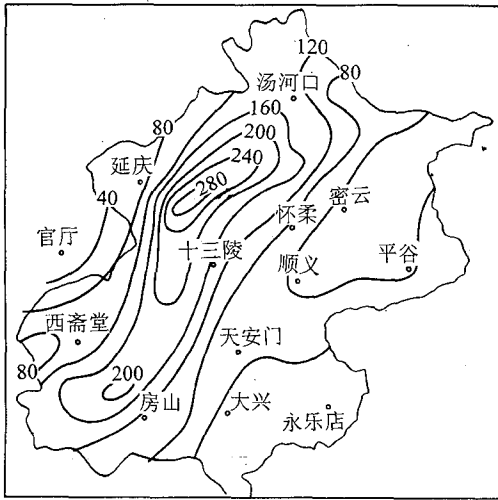 120
汤河口
80
160
80
200
延庆
240
40
280
密云
怀柔
官厅
十三陵
平谷
顺义
西斋堂
天安门
80
200
房山
大兴
永乐店